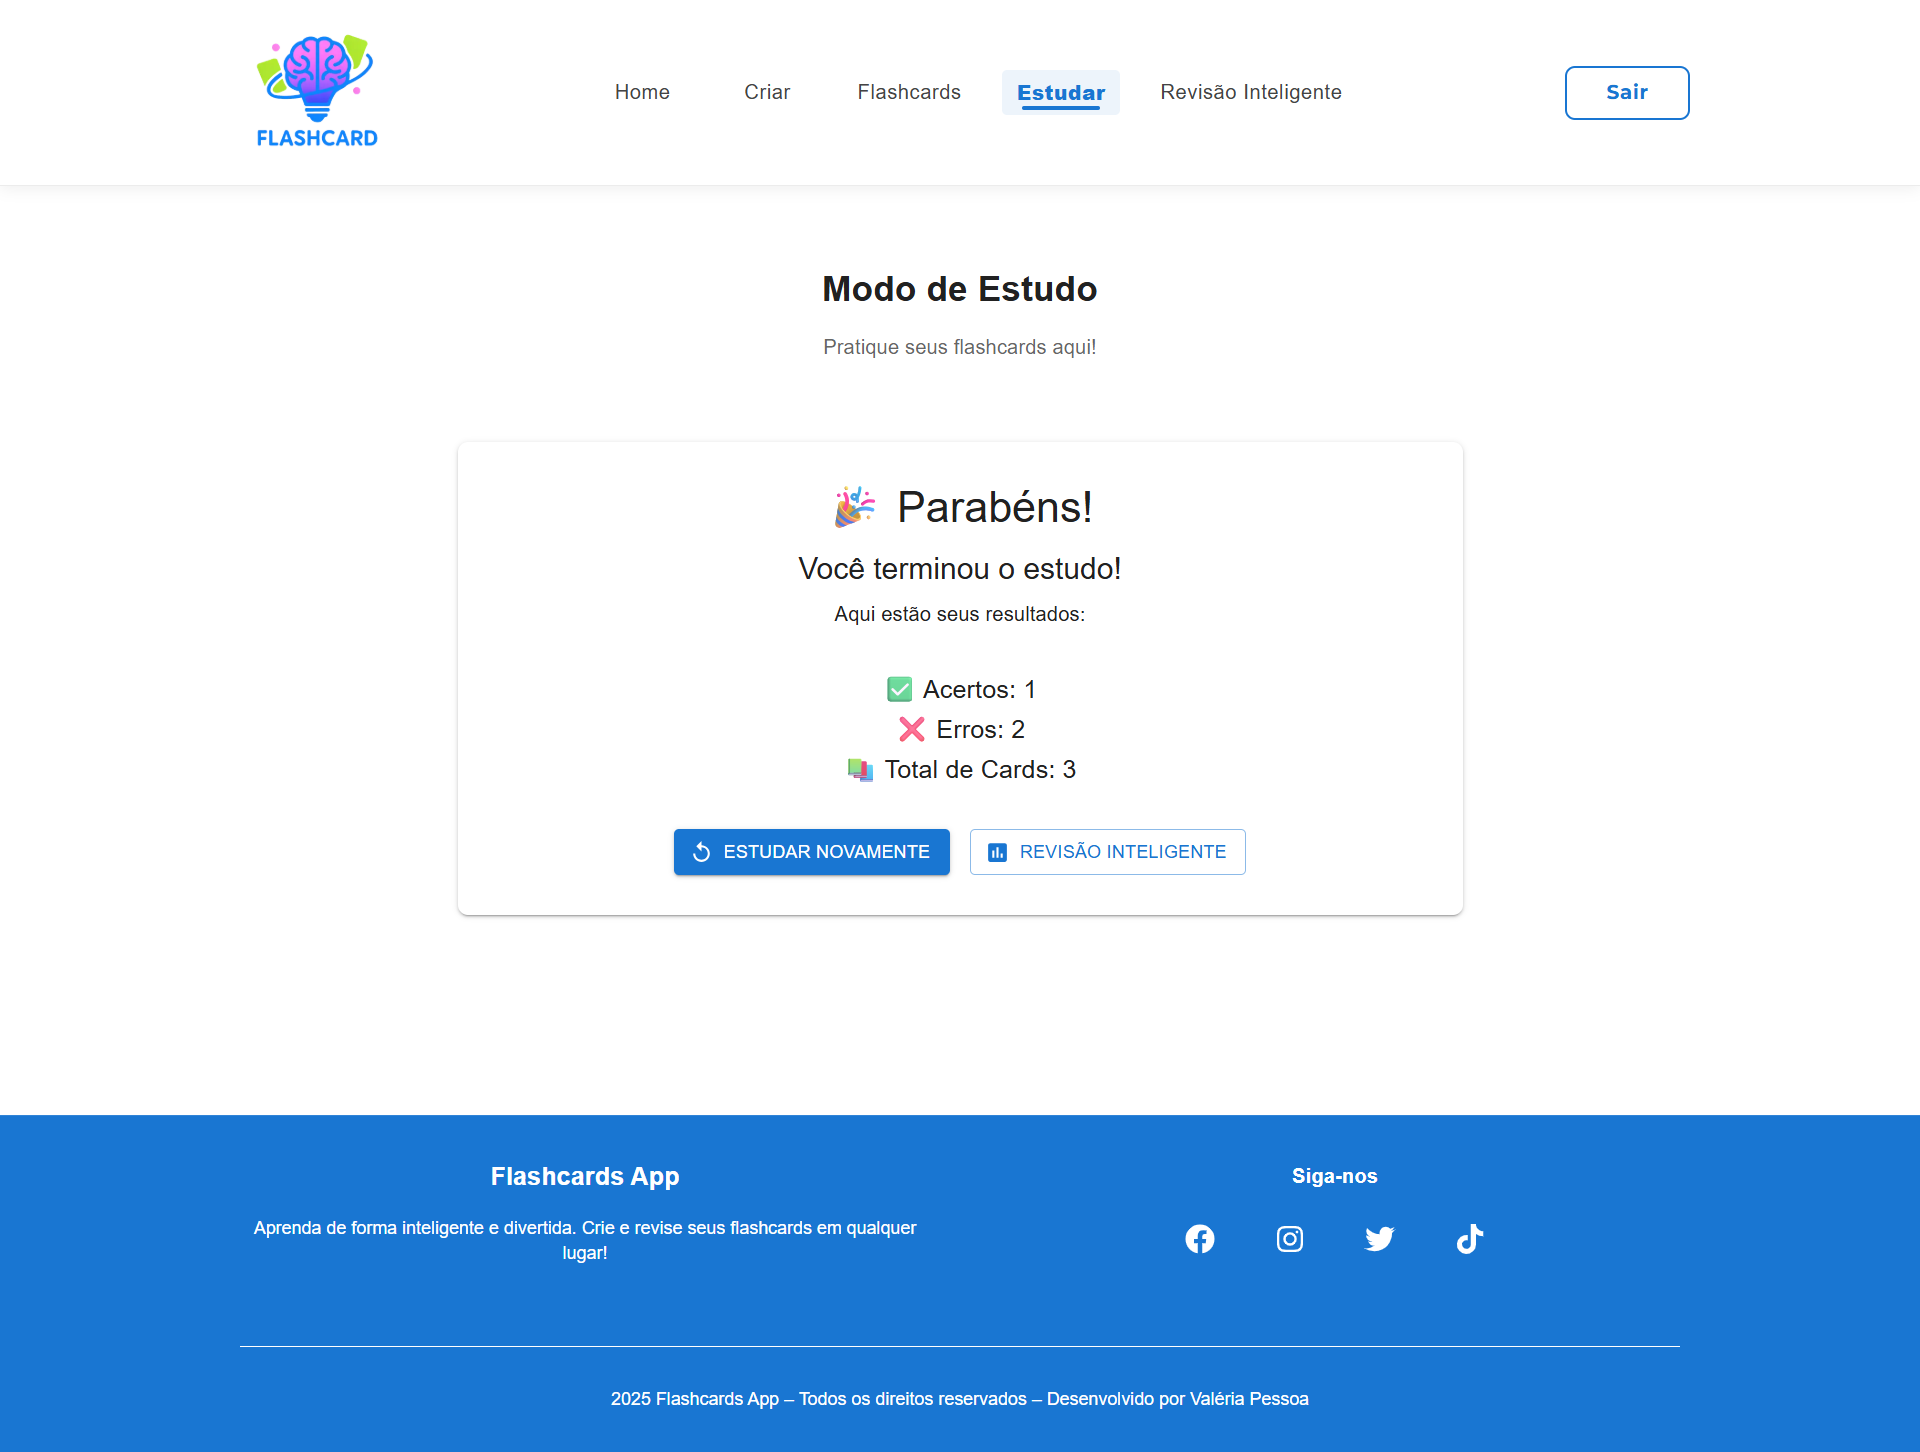 FLASHCARD
Home
Criar
Flashcards
Estudar
Revisão Inteligente
Sair
Modo de Estudo
Pratique seus flashcards aqui!
🎉 Parabéns!
Você terminou o estudo!
Aqui estão seus resultados:
✅ Acertos: 1
❌ Erros: 2
📚 Total de Cards: 3
ESTUDAR NOVAMENTE
REVISÃO INTELIGENTE
Flashcards App
Aprenda de forma inteligente e divertida. Crie e revise seus flashcards em qualquer
lugar!
Siga-nos
2025 Flashcards App – Todos os direitos reservados – Desenvolvido por Valéria Pessoa